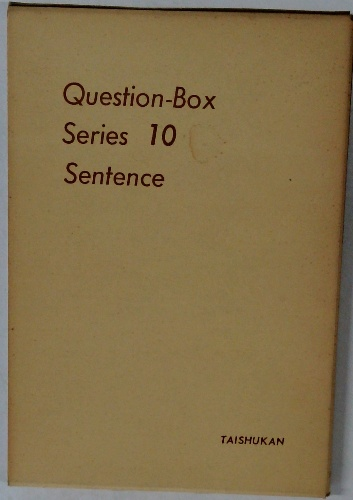 Question-Box
Series 10
Sentence
TAISHUKAN